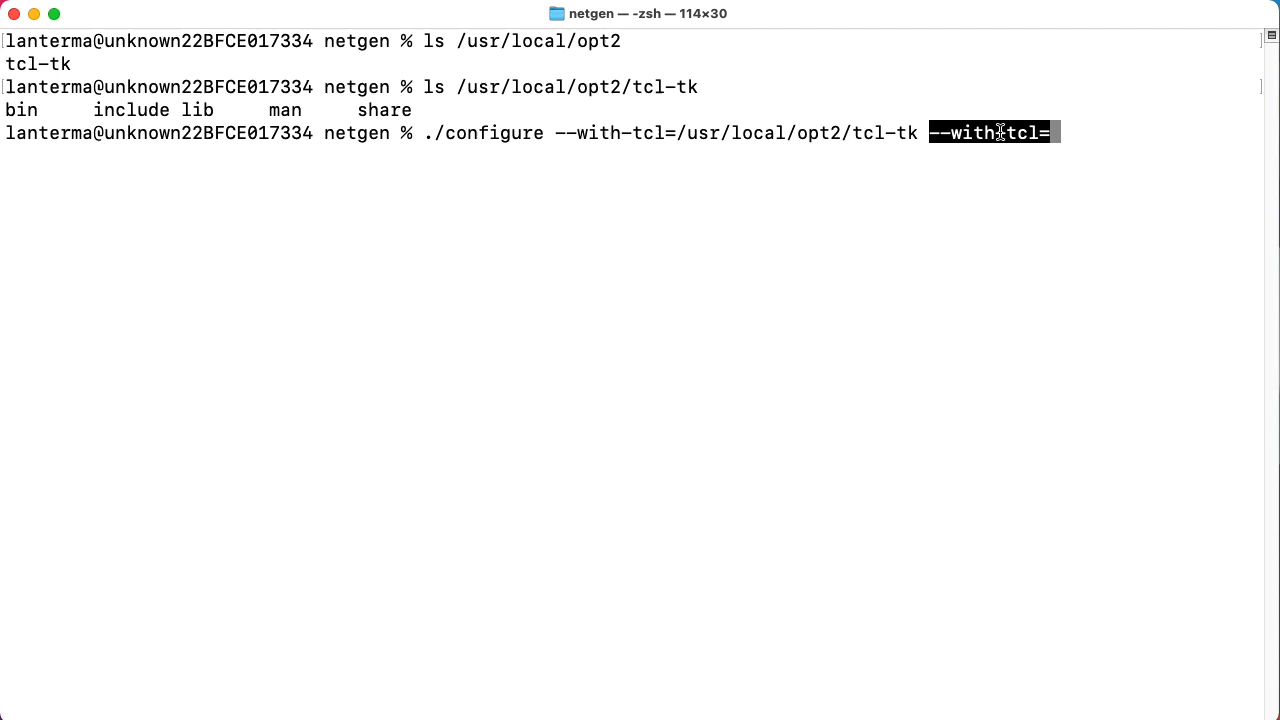 netgen — -zsh — 114×30
lanterma@unknown22BFCE017334 netgen % ls /usr/local/opt2
tcl-tk
lanterma@unknown22BFCE017334 netgen % ls /usr/local/opt2/tcl-tk
bin include lib man share
lanterma@unknown22BFCE017334 netgen % ./configure --with-tcl=/usr/local/opt2/tcl-tk --with-tcl=